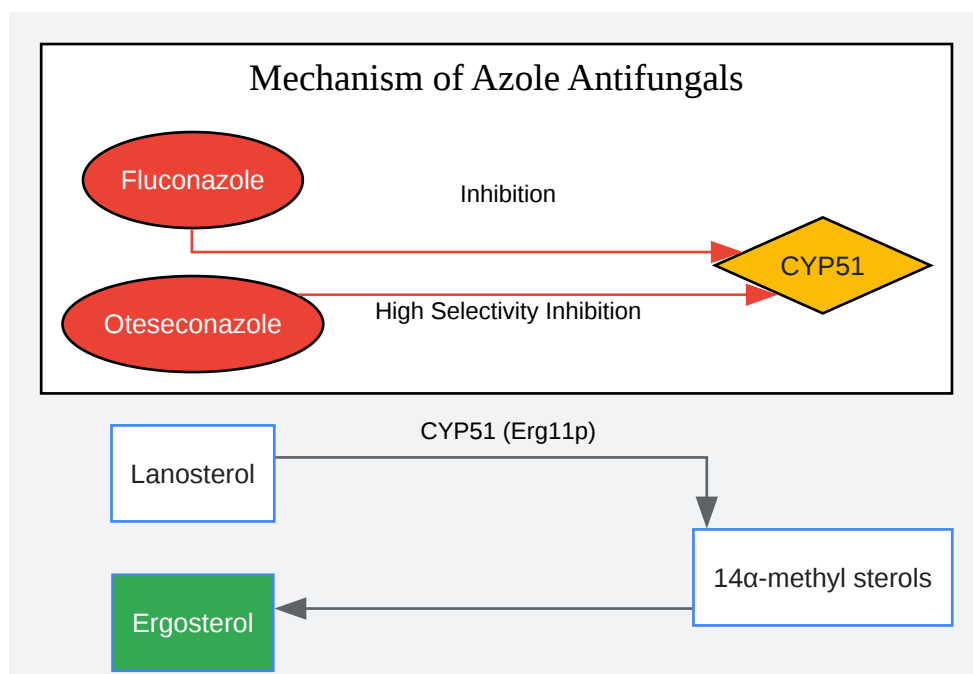 Mechanism of Azole Antifungals
Fluconazole
Inhibition
CYP51
High Selectivity Inhibition
Oteseconazole
CYP51 (Erg11p)
Lanosterol
14α-methyl sterols
Ergosterol